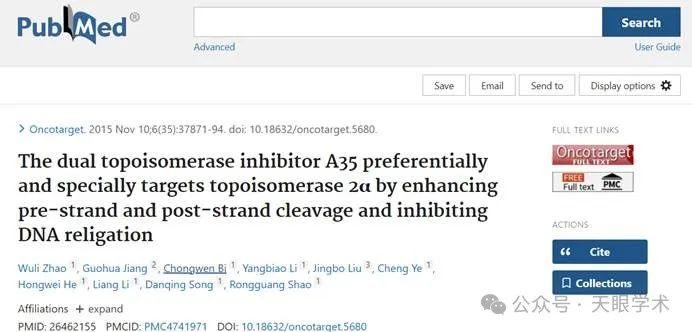 PubMed®
Search
Advanced
User Guide
Save
Email
Send to
Display options
> Oncotarget. 2015 Nov 10;6(35):37871-94. doi: 10.18632/oncotarget.5680.
The dual topoisomerase inhibitor A35 preferentially
and specially targets topoisomerase 2α by enhancing
pre-strand and post-strand cleavage and inhibiting
DNA religation
Wuli Zhao 1, Guohua Jiang 2, Chongwen Bi 1, Yangbiao Li 1, Jingbo Liu 3, Cheng Ye 1,
Hongwei He 1, Liang Li 1, Danqing Song 1, Rongguang Shao 1
Affiliations + expand
PMID: 26462155 PMCID: PMC4741971 DOI: 10.18632/oncotarget.5680
FULL TEXT LINKS
Oncotarget
FULL TEXT
FREE
Full text
PMC
ACTIONS
Cite
Collections
公众号 · 天眼学术